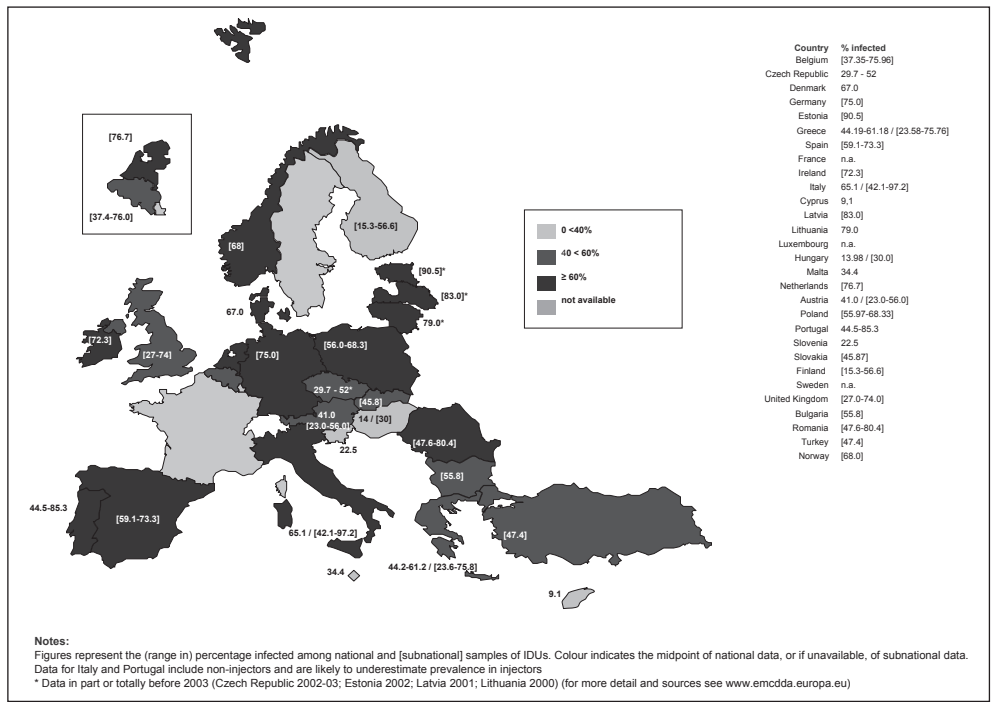 [76.7]
[37.4-76.0]
[15.3-56.6]
[68]
[90.5]*
[83.0]*
67.0
79.0*
[72.3]
[27-74]
[75.0]
[56.0-68.3]
29.7 - 52*
[45.8]
41.0
[23.0-56.0]
14 / [30]
22.5
[47.6-80.4]
[55.8]
44.5-85.3
[59.1-73.3]
65.1 / [42.1-97.2]
[47.4]
44.2-61.2 / [23.6-75.8]
34.4
9.1
0 <40%
40 < 60%
≥ 60%
not available
Country % infected
Belgium [37.35-75.96]
Czech Republic 29.7 - 52
Denmark 67.0
Germany [75.0]
Estonia [90.5]
Greece 44.19-61.18 / [23.58-75.76]
Spain [59.1-73.3]
France n.a.
Ireland [72.3]
Italy 65.1 / [42.1-97.2]
Cyprus 9,1
Latvia [83.0]
Lithuania 79.0
Luxembourg n.a.
Hungary 13.98 / [30.0]
Malta 34.4
Netherlands [76.7]
Austria 41.0 / [23.0-56.0]
Poland [55.97-68.33]
Portugal 44.5-85.3
Slovenia 22.5
Slovakia [45.87]
Finland [15.3-56.6]
Sweden n.a.
United Kingdom [27.0-74.0]
Bulgaria [55.8]
Romania [47.6-80.4]
Turkey [47.4]
Norway [68.0]
Notes:
Figures represent the (range in) percentage infected among national and [subnational] samples of IDUs. Colour indicates the midpoint of national data, or if unavailable, of subnational data.
Data for Italy and Portugal include non-injectors and are likely to underestimate prevalence in injectors
* Data in part or totally before 2003 (Czech Republic 2002-03; Estonia 2002; Latvia 2001; Lithuania 2000) (for more detail and sources see www.emcdda.europa.eu)